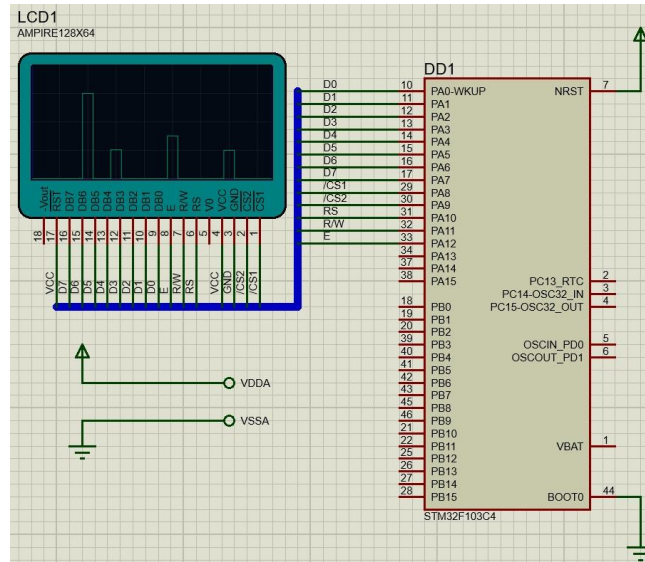 LCD1
AMPIRE128X64
-Vout
RST
DB7
DB6
DB5
DB4
DB3
DB2
DB1
DB0
E
R/W
RS
V0
VCC
GND
CS2
CS1
18
17
16
15
14
13
12
11
10
9
8
7
6
5
4
3
2
1
VCC
D7
D6
D5
D4
D3
D2
D1
D0
E
R/W
RS
VCC
GND
/CS2
/CS1
VDDA
VSSA
DD1
D0 10 PA0-WKUP NRST 7
D1 11 PA1
D2 12 PA2
D3 13 PA3
D4 14 PA4
D5 15 PA5
D6 16 PA6
D7 17 PA7
/CS1 29 PA8
/CS2 30 PA9
RS 31 PA10
R/W 32 PA11
E 33 PA12
34 PA13
37 PA14
38 PA15 PC13_RTC 2
PC14-OSC32_IN 3
18 PB0 PC15-OSC32_OUT 4
19 PB1
20 PB2
39 PB3 OSCIN_PD0 5
40 PB4 OSCOUT_PD1 6
41 PB5
42 PB6
43 PB7
45 PB8
46 PB9
21 PB10
22 PB11 VBAT 1
25 PB12
26 PB13
27 PB14
28 PB15 BOOT0 44
STM32F103C4